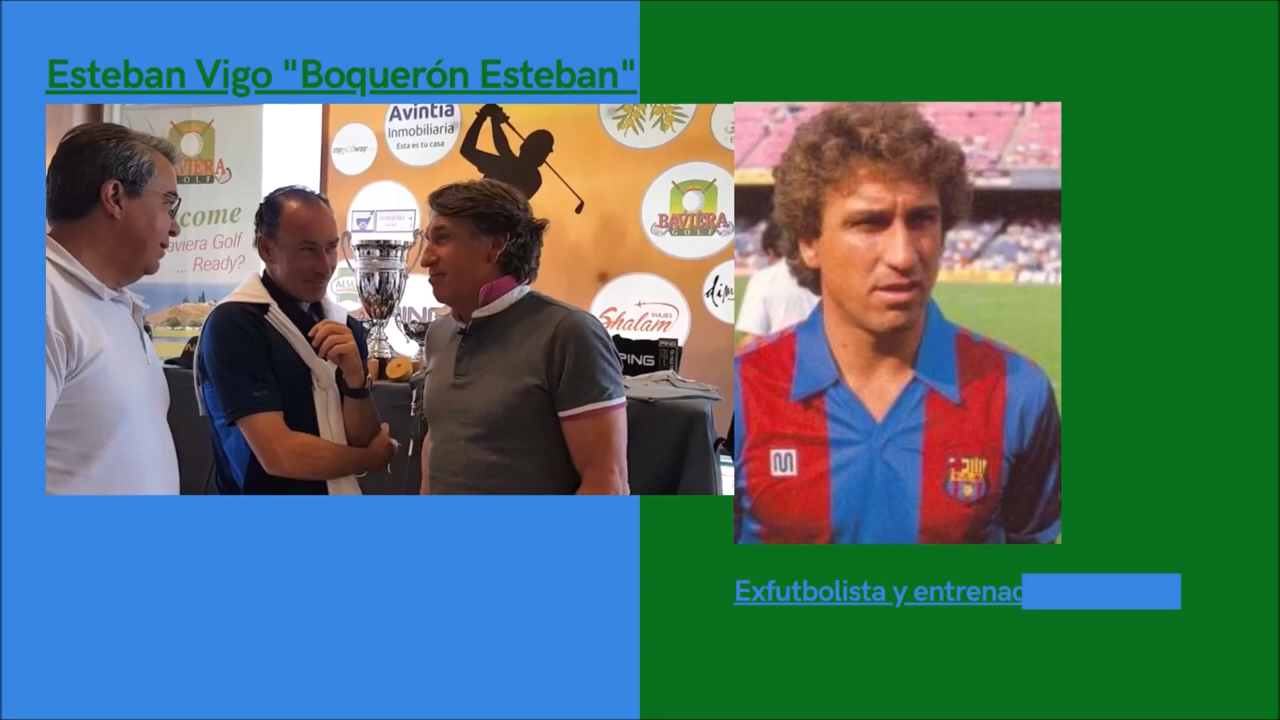 Esteban Vigo "Boquerón Esteban"
Avintia
Inmobiliaria
Esta es tu casa
RAVIERA
GOLF
come
aviera Golf
... Ready?
BAVIERA
GOLF
VIAJES
Shalam
PING
Exfutbolista y entrenad